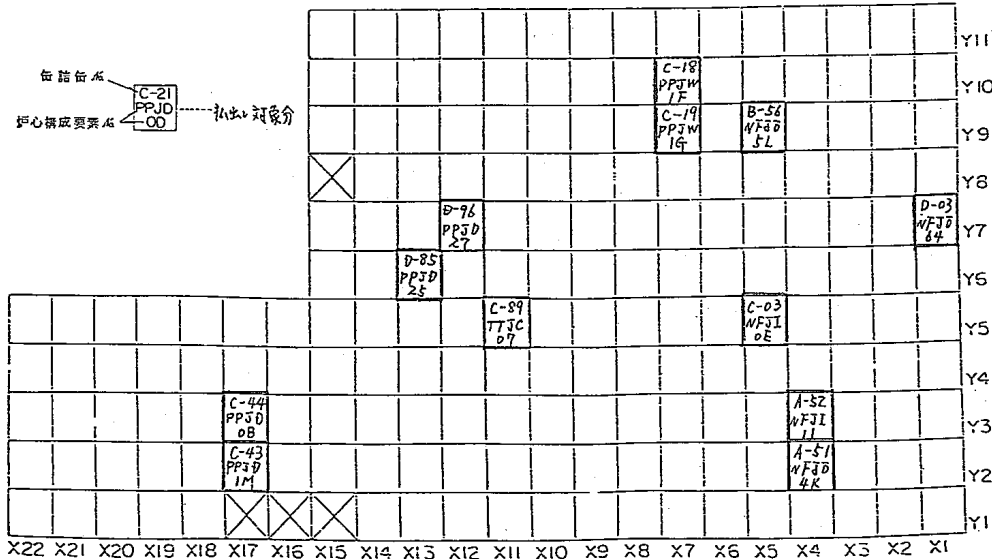 缶詰缶No.
C-21
PPJD
OD
炉心構成要素No.
払出し対象分
Y11
C-18
PPJW
1F
Y10
C-19
PPJW
1G
B-56
NFJD
5L
Y9
Y8
D-96
PPJD
27
D-03
NFJD
64
Y7
D-85
PPJD
25
Y6
C-89
TTJC
07
C-03
NFJI
0E
Y5
Y4
C-44
PPJD
0B
A-52
NFJI
Y3
C-43
PPJD
1M
A-51
NFJD
4K
Y2
Y1
X22 X21 X20 X19 X18 X17 X16 X15 X14 X13 X12 X11 X10 X9 X8 X7 X6 X5 X4 X3 X2 X1